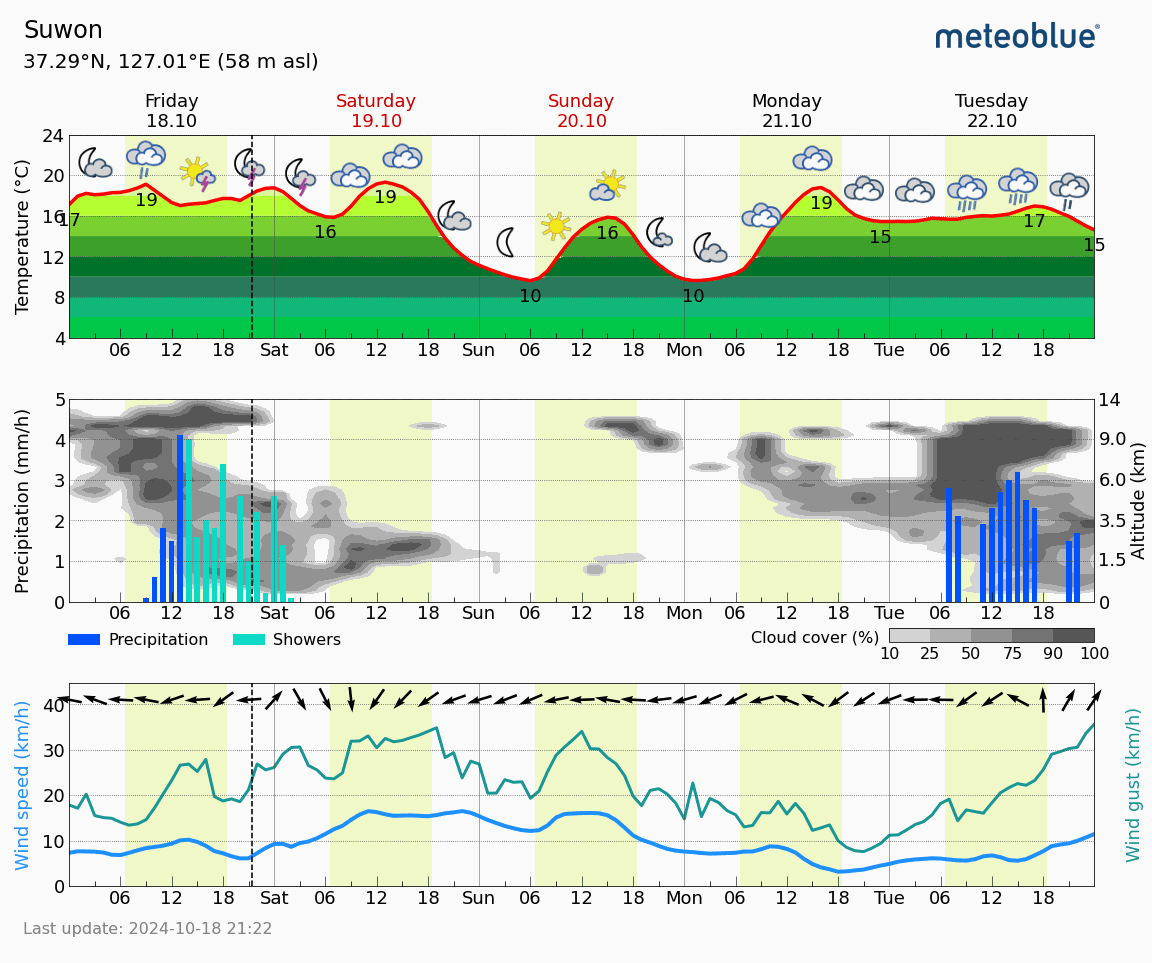 Suwon
meteoblue®
37.29°N, 127.01°E (58 m asl)
Friday Saturday Sunday Monday Tuesday
18.10 19.10 20.10 21.10 22.10
Temperature (°C)
24
20
16
12
8
4
17 19 16 19 10 16 10 19 15 17 15
06 12 18 Sat 06 12 18 Sun 06 12 18 Mon 06 12 18 Tue 06 12 18
Precipitation (mm/h)
5
4
3
2
1
0
14
9.0
6.0
3.5
1.5
0
Altitude (km)
06 12 18 Sat 06 12 18 Sun 06 12 18 Mon 06 12 18 Tue 06 12 18
Precipitation Showers Cloud cover (%)
10 25 50 75 90 100
Wind speed (km/h)
40
30
20
10
0
Wind gust (km/h)
06 12 18 Sat 06 12 18 Sun 06 12 18 Mon 06 12 18 Tue 06 12 18
Last update: 2024-10-18 21:22